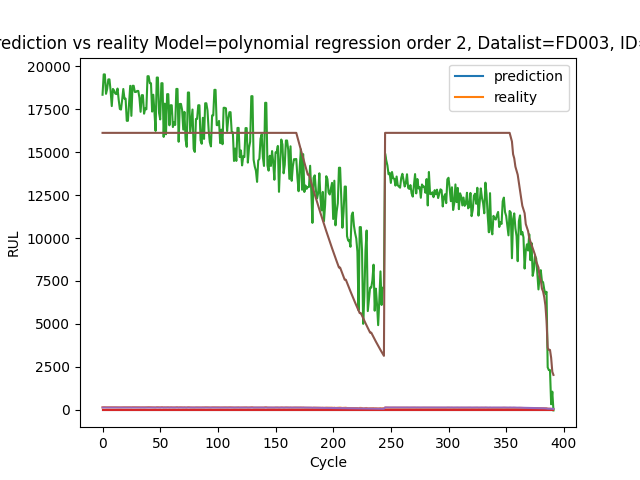 rediction vs reality Model=polynomial regression order 2, Datalist=FD003, ID=
20000
17500
15000
12500
10000
7500
5000
2500
0
RUL
prediction
reality
0 50 100 150 200 250 300 350 400
Cycle